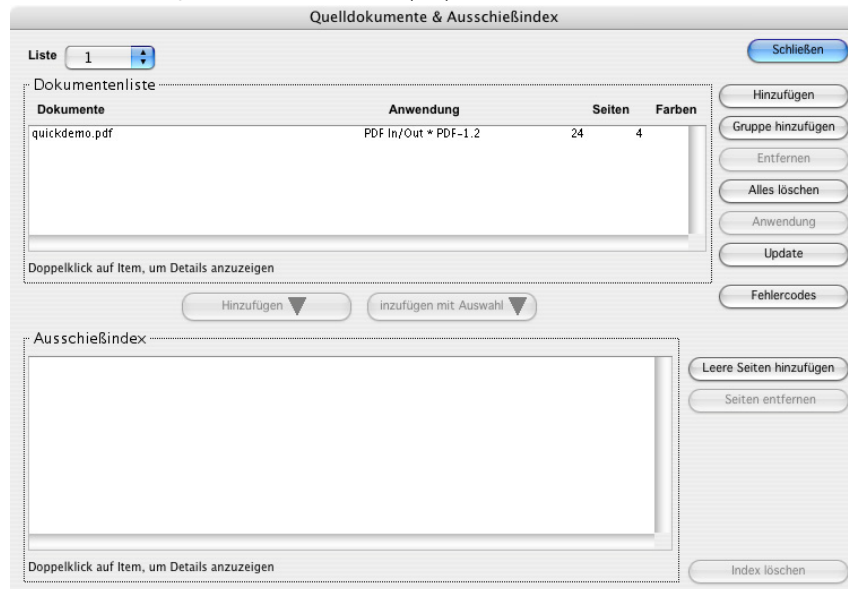 Quelldokumente & Ausschießindex
Liste 1
Schließen
Dokumentenliste
Dokumente Anwendung Seiten Farben
quickdemo.pdf PDF In/Out * PDF-1.2 24 4
Doppelklick auf Item, um Details anzuzeigen
Hinzufügen
Gruppe hinzufügen
Entfernen
Alles löschen
Anwendung
Update
Fehlercodes
Hinzufügen inzufügen mit Auswahl
Ausschießindex
Doppelklick auf Item, um Details anzuzeigen
Leere Seiten hinzufügen
Seiten entfernen
Index löschen